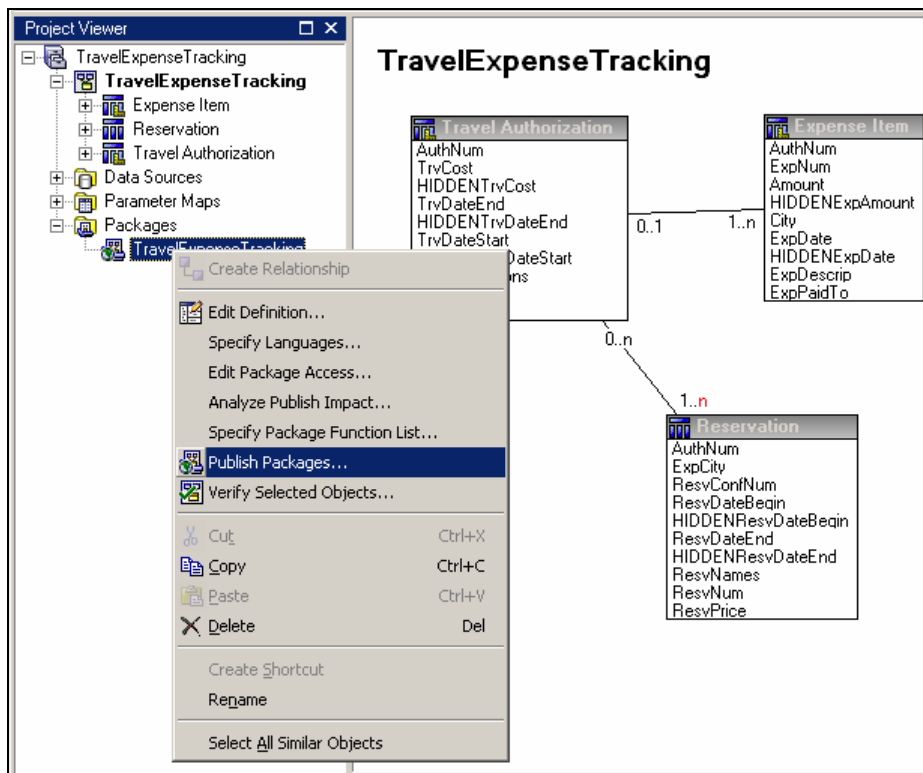 Project Viewer
TravelExpenseTracking
TravelExpenseTracking
Expense Item
Reservation
Travel Authorization
Data Sources
Parameter Maps
Packages
TravelExpenseTracking
Create Relationship
Edit Definition...
Specify Languages...
Edit Package Access...
Analyze Publish Impact...
Specify Package Function List...
Publish Packages...
Verify Selected Objects...
Cut Ctrl+X
Copy Ctrl+C
Paste Ctrl+V
Delete Del
Create Shortcut
Rename
Select All Similar Objects
TravelExpenseTracking
Travel Authorization
AuthNum
TrvCost
HIDDENTrvCost
TrvDateEnd
HIDDENTrvDateEnd
TrvDateStart
DateStart
ons
0..1
1..n
Expense Item
AuthNum
ExpNum
Amount
HIDDENExpAmount
City
ExpDate
HIDDENExpDate
ExpDescrip
ExpPaidTo
0..n
1..n
Reservation
AuthNum
ExpCity
ResvConfNum
ResvDateBegin
HIDDENResvDateBegin
ResvDateEnd
HIDDENResvDateEnd
ResvNames
ResvNum
ResvPrice